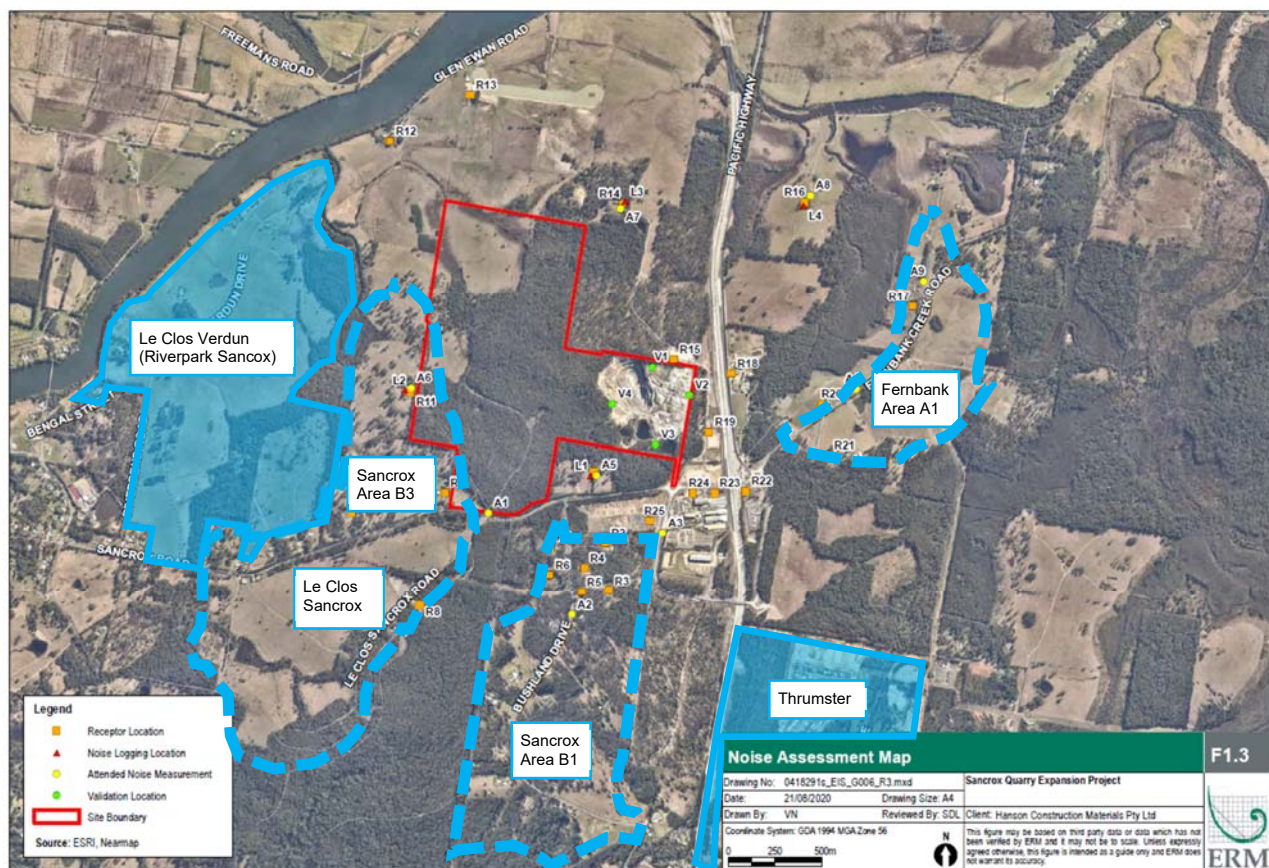 FREEMANS ROAD
GLEN EWAN ROAD
PACIFIC HIGHWAY
R13
R12
R14
L3
A7
R16
A8
L4
A9
R17
FERNBANK CREEK ROAD
Le Clos Verdun
(Riverpark Sancox)
BENGAL
L2
A6
R11
V1
R15
V2
V4
V3
R18
R19
R21
Fernbank
Area A1
Sancrox
Area B3
L1
A5
R24
R23
R22
A1
R25
A3
SANCROX ROAD
Le Clos
Sancrox
R6
R4
R5
R3
A2
R8
LE CLOS SANCROX ROAD
BUSHLAND DRIVE
Sancrox
Area B1
Thrumster
Legend
Receptor Location
Noise Logging Location
Attended Noise Measurement
Validation Location
Site Boundary
Source: ESRI, Nearmap
Noise Assessment Map
F1.3
Drawing No: 0418291s_EIS_G006_R3.mxd
Sancrox Quarry Expansion Project
Date: 21/08/2020
Drawing Size: A4
Drawn By: VN
Reviewed By: SDL
Client: Hanson Construction Materials Pty Ltd
Coordinate System: GDA 1994 MGA Zone 56
0 250 500m
N
This figure may be based on third party data or data which has not
been verified by ERM and it may not be to scale. Unless expressly
agreed otherwise, this figure is intended as a guide only and ERM does
not warrant its accuracy.
ERM